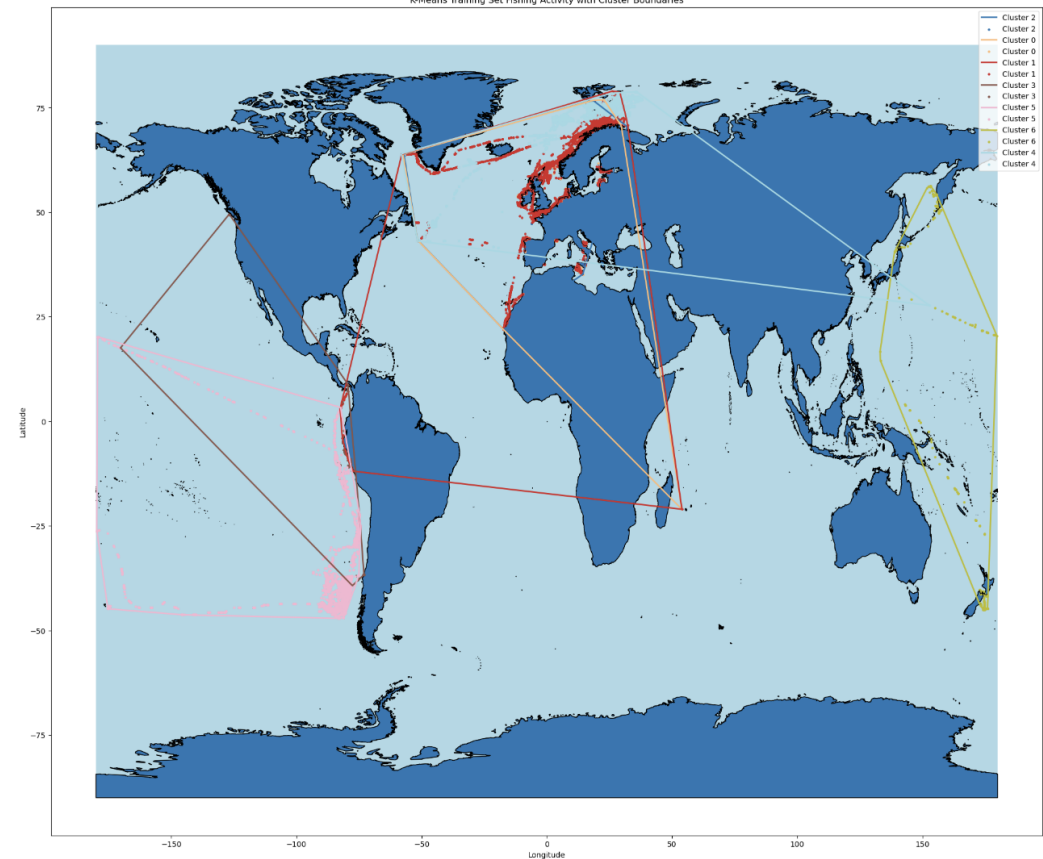 K-Means Training Set Fishing Activity with Cluster Boundaries
Cluster 2
Cluster 2
Cluster 0
Cluster 0
Cluster 1
Cluster 1
Cluster 3
Cluster 3
Cluster 5
Cluster 5
Cluster 6
Cluster 6
Cluster 4
Cluster 4
75
50
25
0
−25
−50
−75
Latitude
−150
−100
−50
0
50
100
150
Longitude